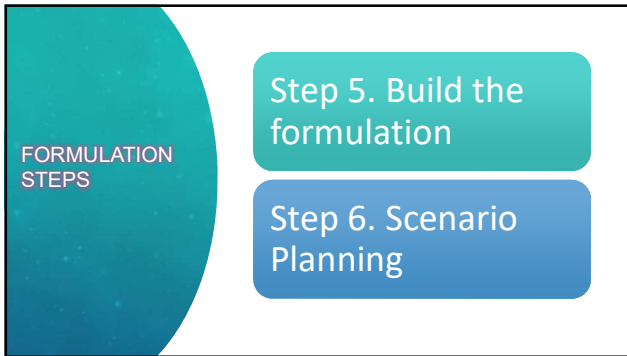 FORMULATION
STEPS
Step 5. Build the
formulation
Step 6. Scenario
Planning